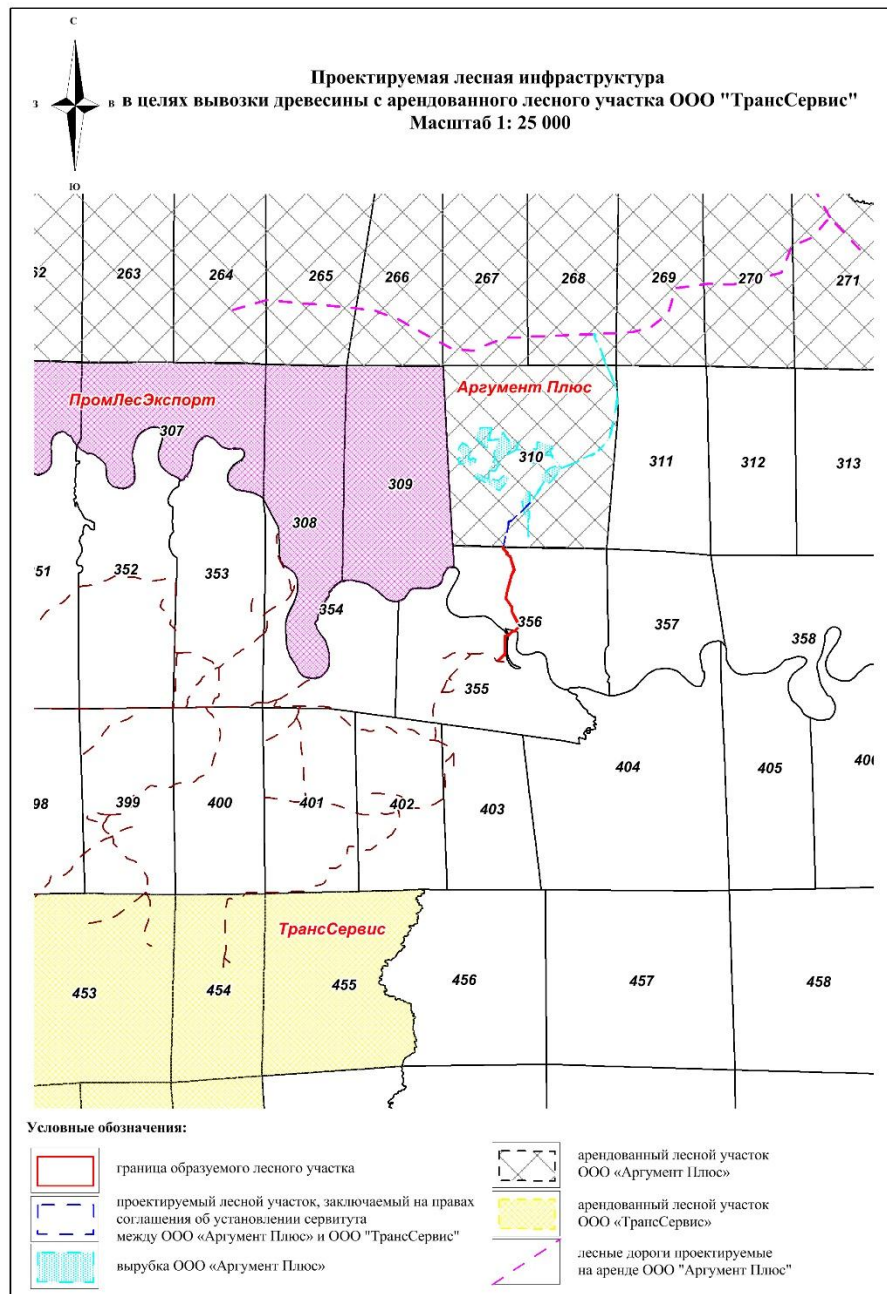 С
З
В
Ю
Проектируемая лесная инфраструктура
в целях вывозки древесины с арендованного лесного участка ООО "ТрансСервис"
Масштаб 1: 25 000
62 263 264 265 266 267 268 269 270 271
ПромЛесЭкспорт
Аргумент Плюс
307
308 309 310 311 312 313
51 352 353 354 356 357 358
355
98 399 400 401 402 403 404 405 406
ТрансСервис
453 454 455 456 457 458
Условные обозначения:
граница образуемого лесного участка
проектируемый лесной участок, заключаемый на правах
соглашения об установлении сервитута
между ООО «Аргумент Плюс» и ООО "ТрансСервис"
вырубка ООО «Аргумент Плюс»
арендованный лесной участок
ООО «Аргумент Плюс»
арендованный лесной участок
ООО «ТрансСервис»
лесные дороги проектируемые
на аренде ООО "Аргумент Плюс"